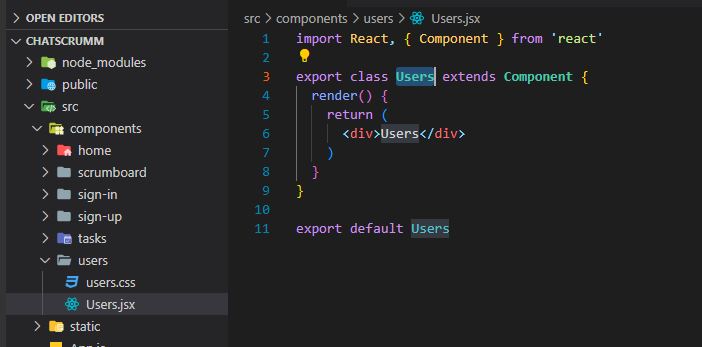 OPEN EDITORS
CHATSCRUMM
node_modules
public
src
components
home
scrumboard
sign-in
sign-up
tasks
users
users.css
Users.jsx
static
App.js
src > components > users > Users.jsx
1 import React, { Component } from 'react'
2
3 export class Users extends Component {
4 render() {
5 return (
6 <div>Users</div>
7 )
8 }
9 }
10
11 export default Users